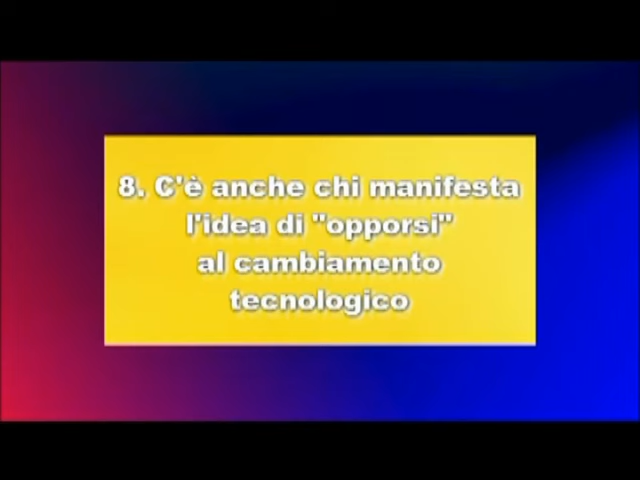 8. C'è anche chi manifesta
l'idea di "opporsi"
al cambiamento
tecnologico